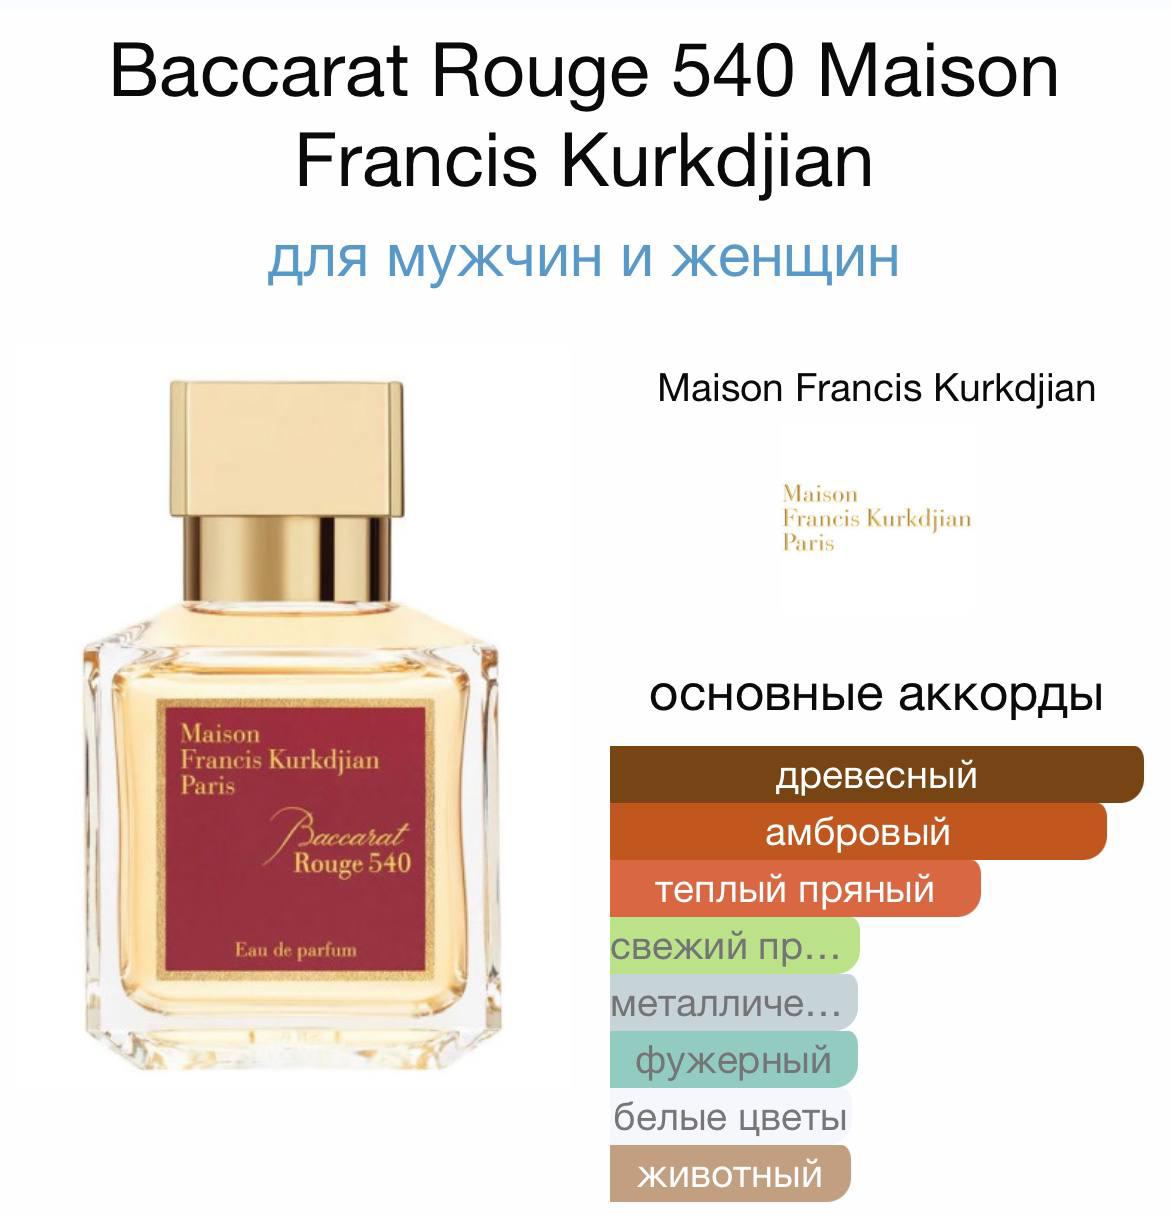 Baccarat Rouge 540 Maison
Francis Kurkdjian
для мужчин и женщин
Maison Francis Kurkdjian
Maison
Francis Kurkdjian
Paris
основные аккорды
древесный
амбровый
теплый пряный
свежий пр...
металличе...
фужерный
белые цветы
животный
Maison
Francis Kurkdjian
Paris
Baccarat
Rouge 540
Eau de parfum